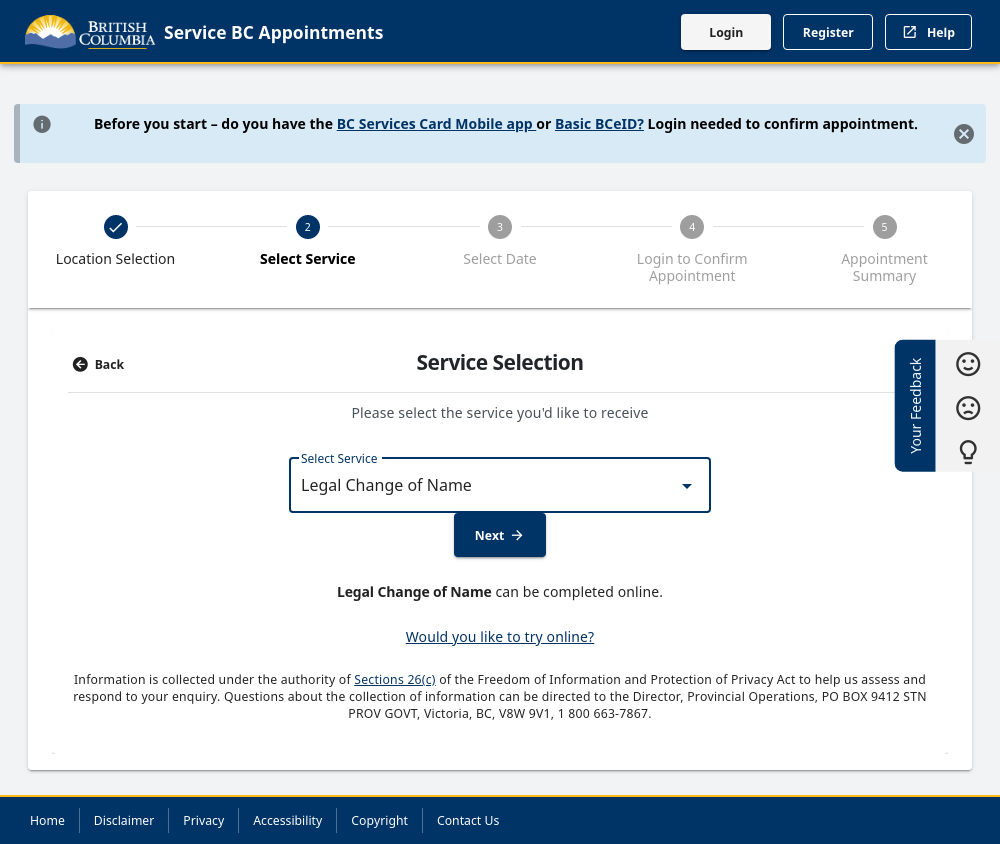 BRITISH
COLUMBIA
Service BC Appointments
Login
Register
Help
Before you start – do you have the BC Services Card Mobile app or Basic BCeID? Login needed to confirm appointment.
2
3
4
5
Location Selection
Select Service
Select Date
Login to Confirm
Appointment
Appointment
Summary
Back
Service Selection
Your Feedback
Please select the service you'd like to receive
Select Service
Legal Change of Name
Next
Legal Change of Name can be completed online.
Would you like to try online?
Information is collected under the authority of Sections 26(c) of the Freedom of Information and Protection of Privacy Act to help us assess and
respond to your enquiry. Questions about the collection of information can be directed to the Director, Provincial Operations, PO BOX 9412 STN
PROV GOVT, Victoria, BC, V8W 9V1, 1 800 663-7867.
Home
Disclaimer
Privacy
Accessibility
Copyright
Contact Us